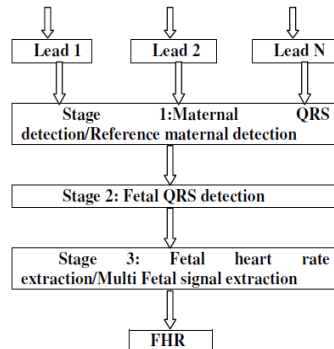 Lead 1 Lead 2 Lead N
Stage 1:Maternal QRS
detection/Reference maternal detection
Stage 2: Fetal QRS detection
Stage 3: Fetal heart rate
extraction/Multi Fetal signal extraction
FHR